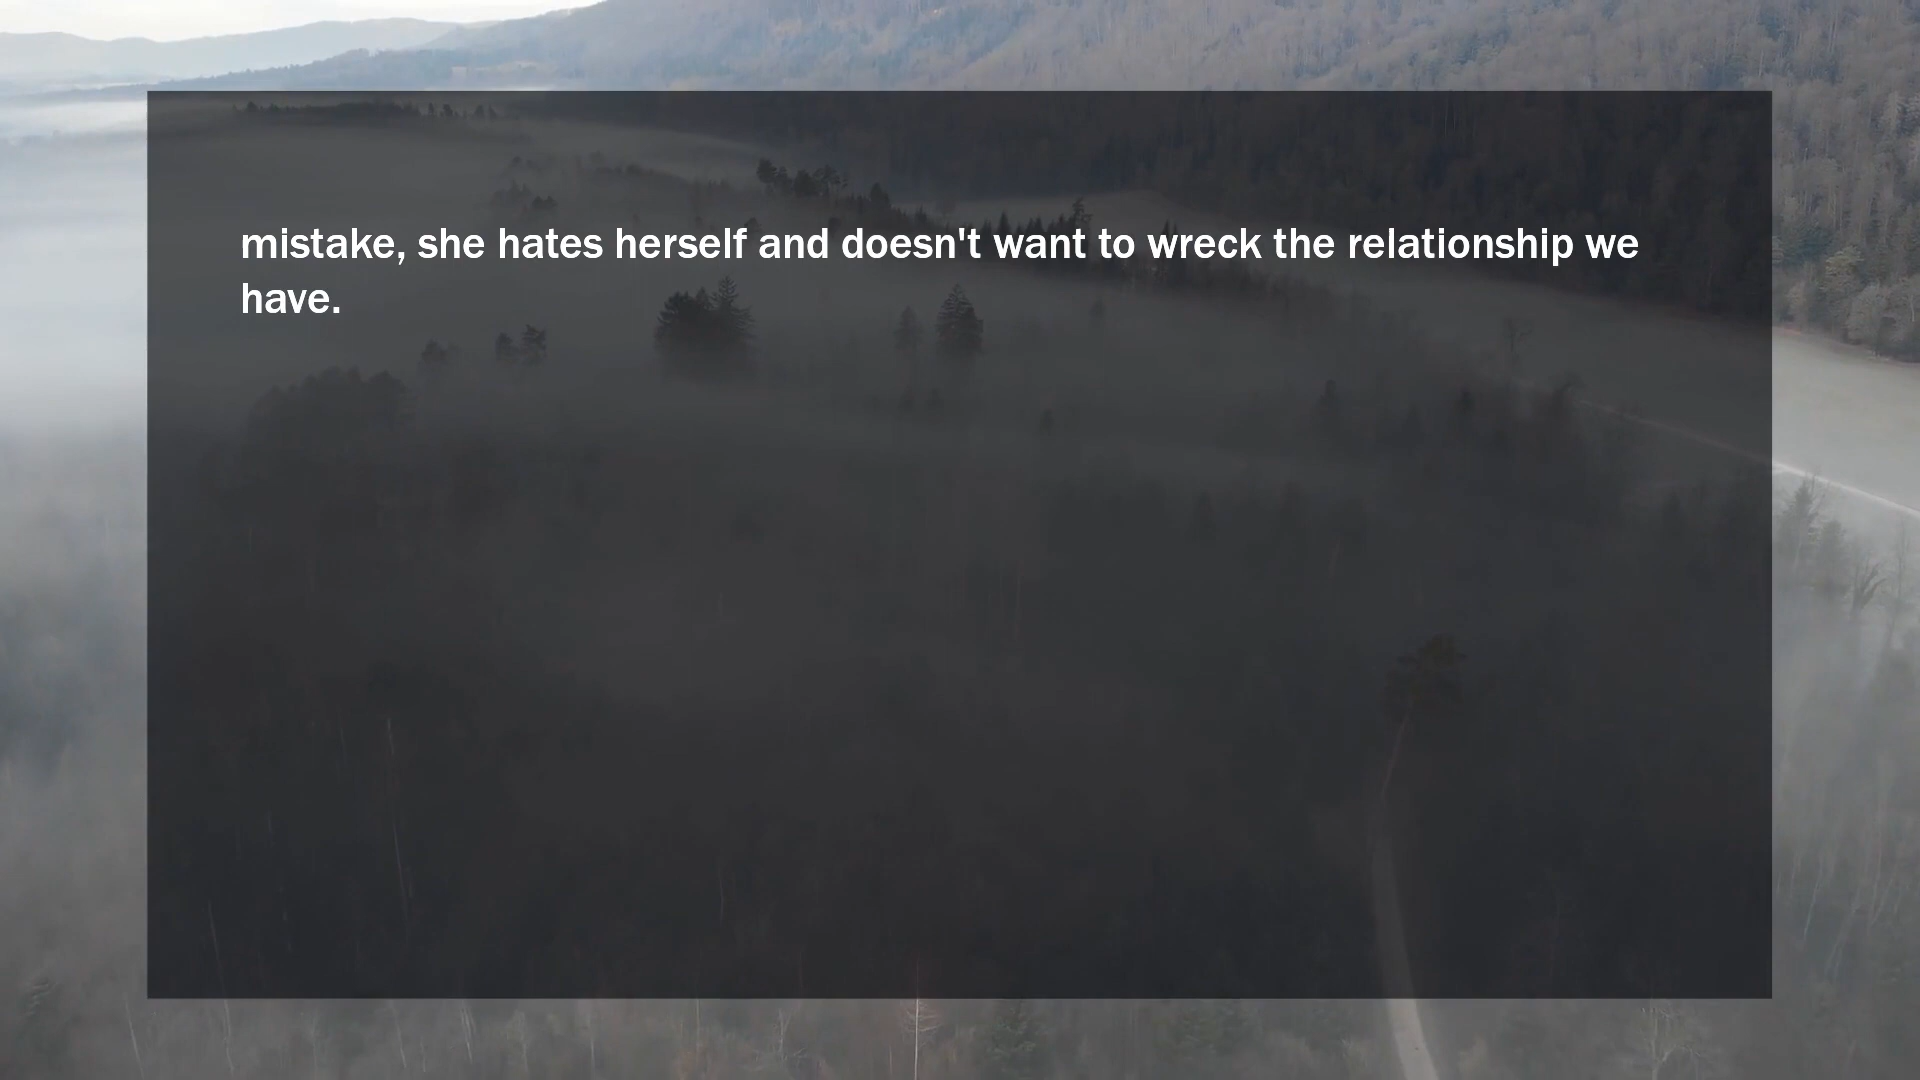 mistake, she hates herself and doesn't want to wreck the relationship we
have.